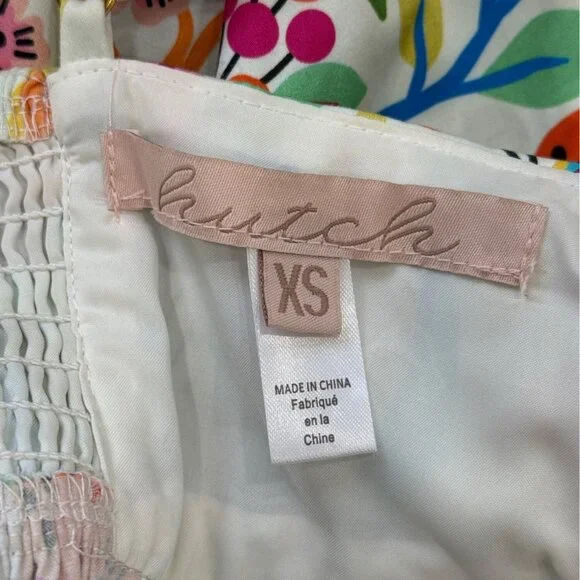 hutch
XS
MADE IN CHINA
Fabriqué
en la
Chine